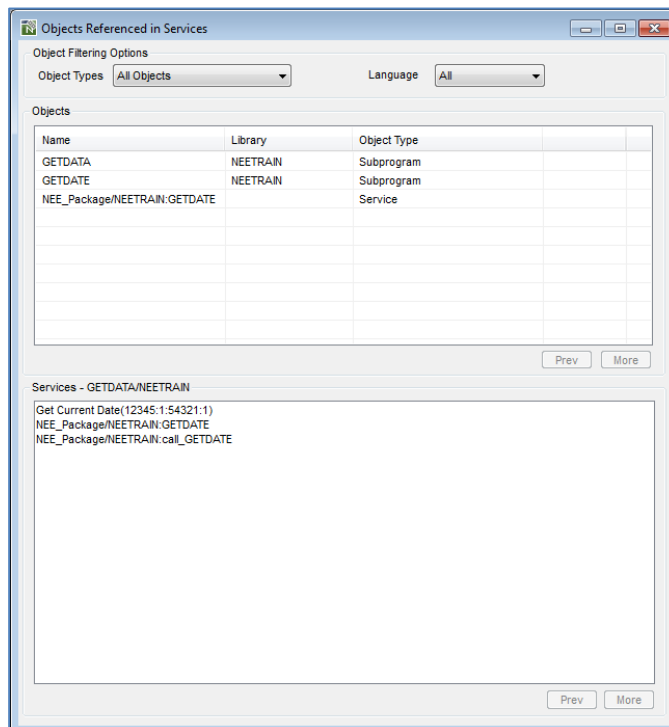 Objects Referenced in Services
Object Filtering Options
Object Types All Objects Language All
Objects
Name Library Object Type
GETDATA NEETRAIN Subprogram
GETDATE NEETRAIN Subprogram
NEE_Package/NEETRAIN:GETDATE Service
Prev More
Services - GETDATA/NEETRAIN
Get Current Date(12345:1:54321:1)
NEE_Package/NEETRAIN:GETDATE
NEE_Package/NEETRAIN:call_GETDATE
Prev More